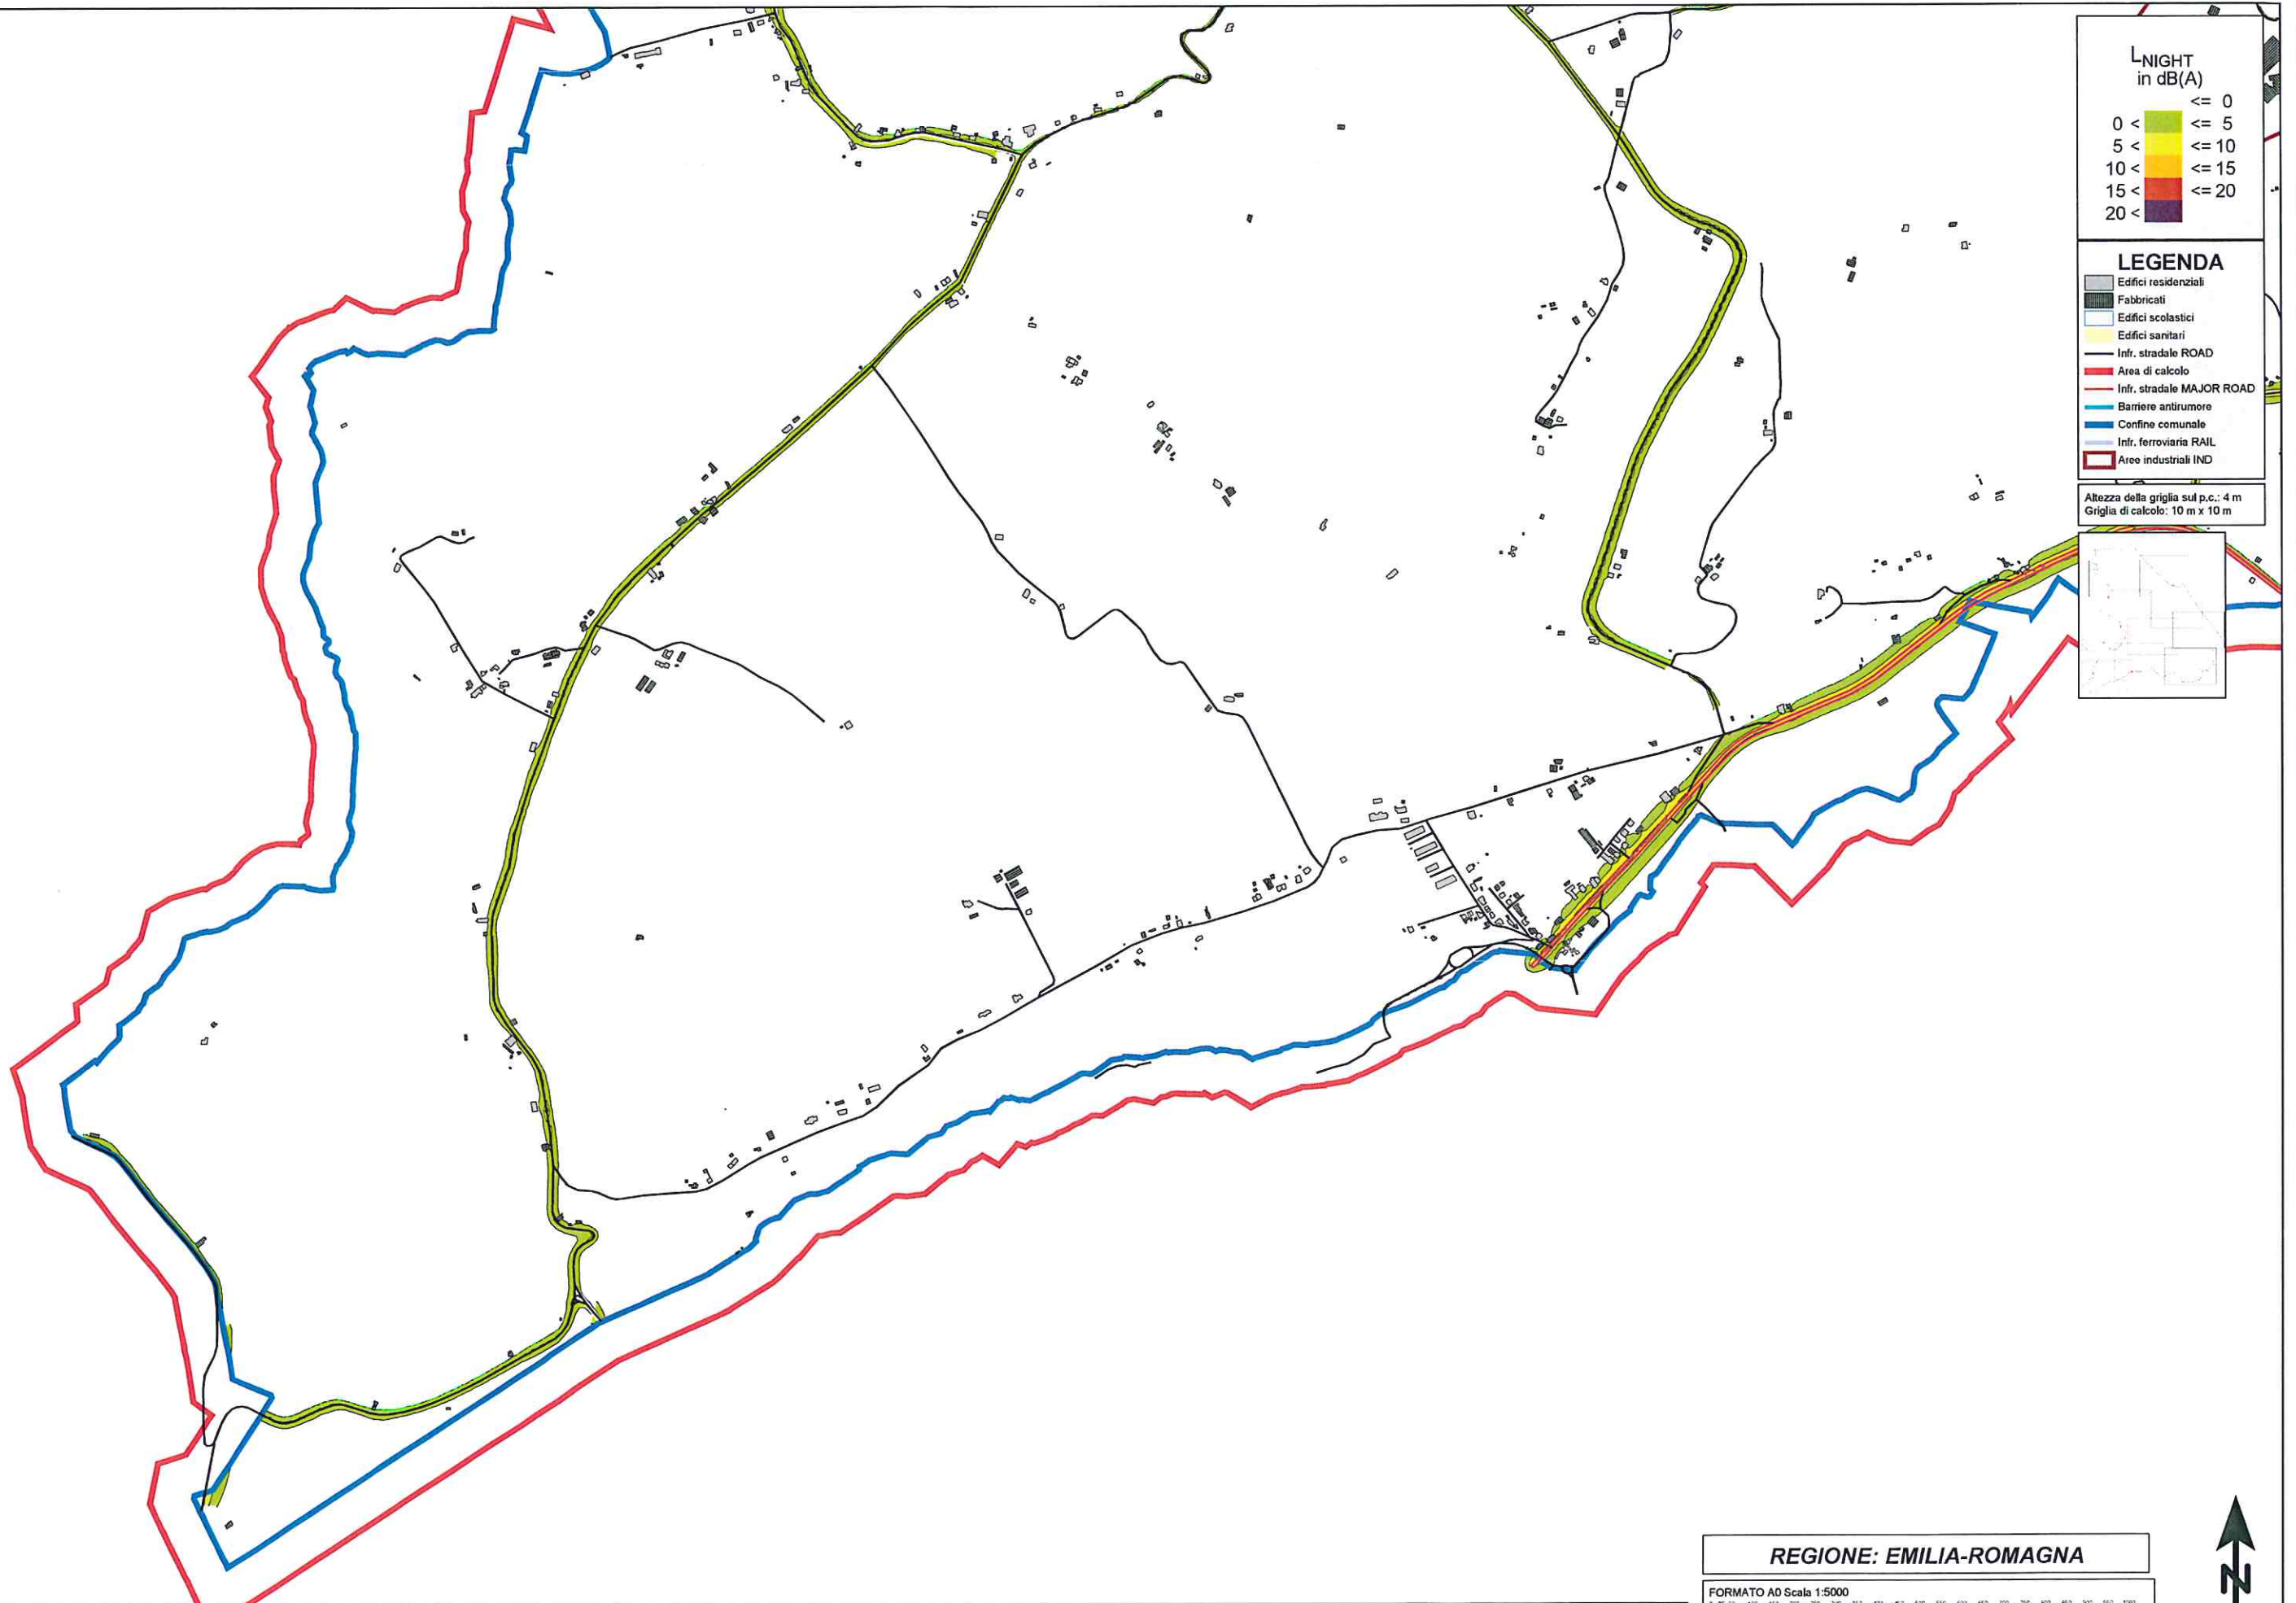 LNIGHT
in dB(A)
<= 0
0 < <= 5
5 < <= 10
10 < <= 15
15 < <= 20
20 <
LEGENDA
Edifici residenziali
Fabbricati
Edifici scolastici
Edifici sanitari
Infr. stradale ROAD
Area di calcolo
Infr. stradale MAJOR ROAD
Barriere antirumore
Confine comunale
Infr. ferroviaria RAIL
Aree industriali IND
Altezza della griglia sul p.c.: 4 m
Griglia di calcolo: 10 m x 10 m
REGIONE: EMILIA-ROMAGNA
FORMATO A0 Scala 1:5000
N